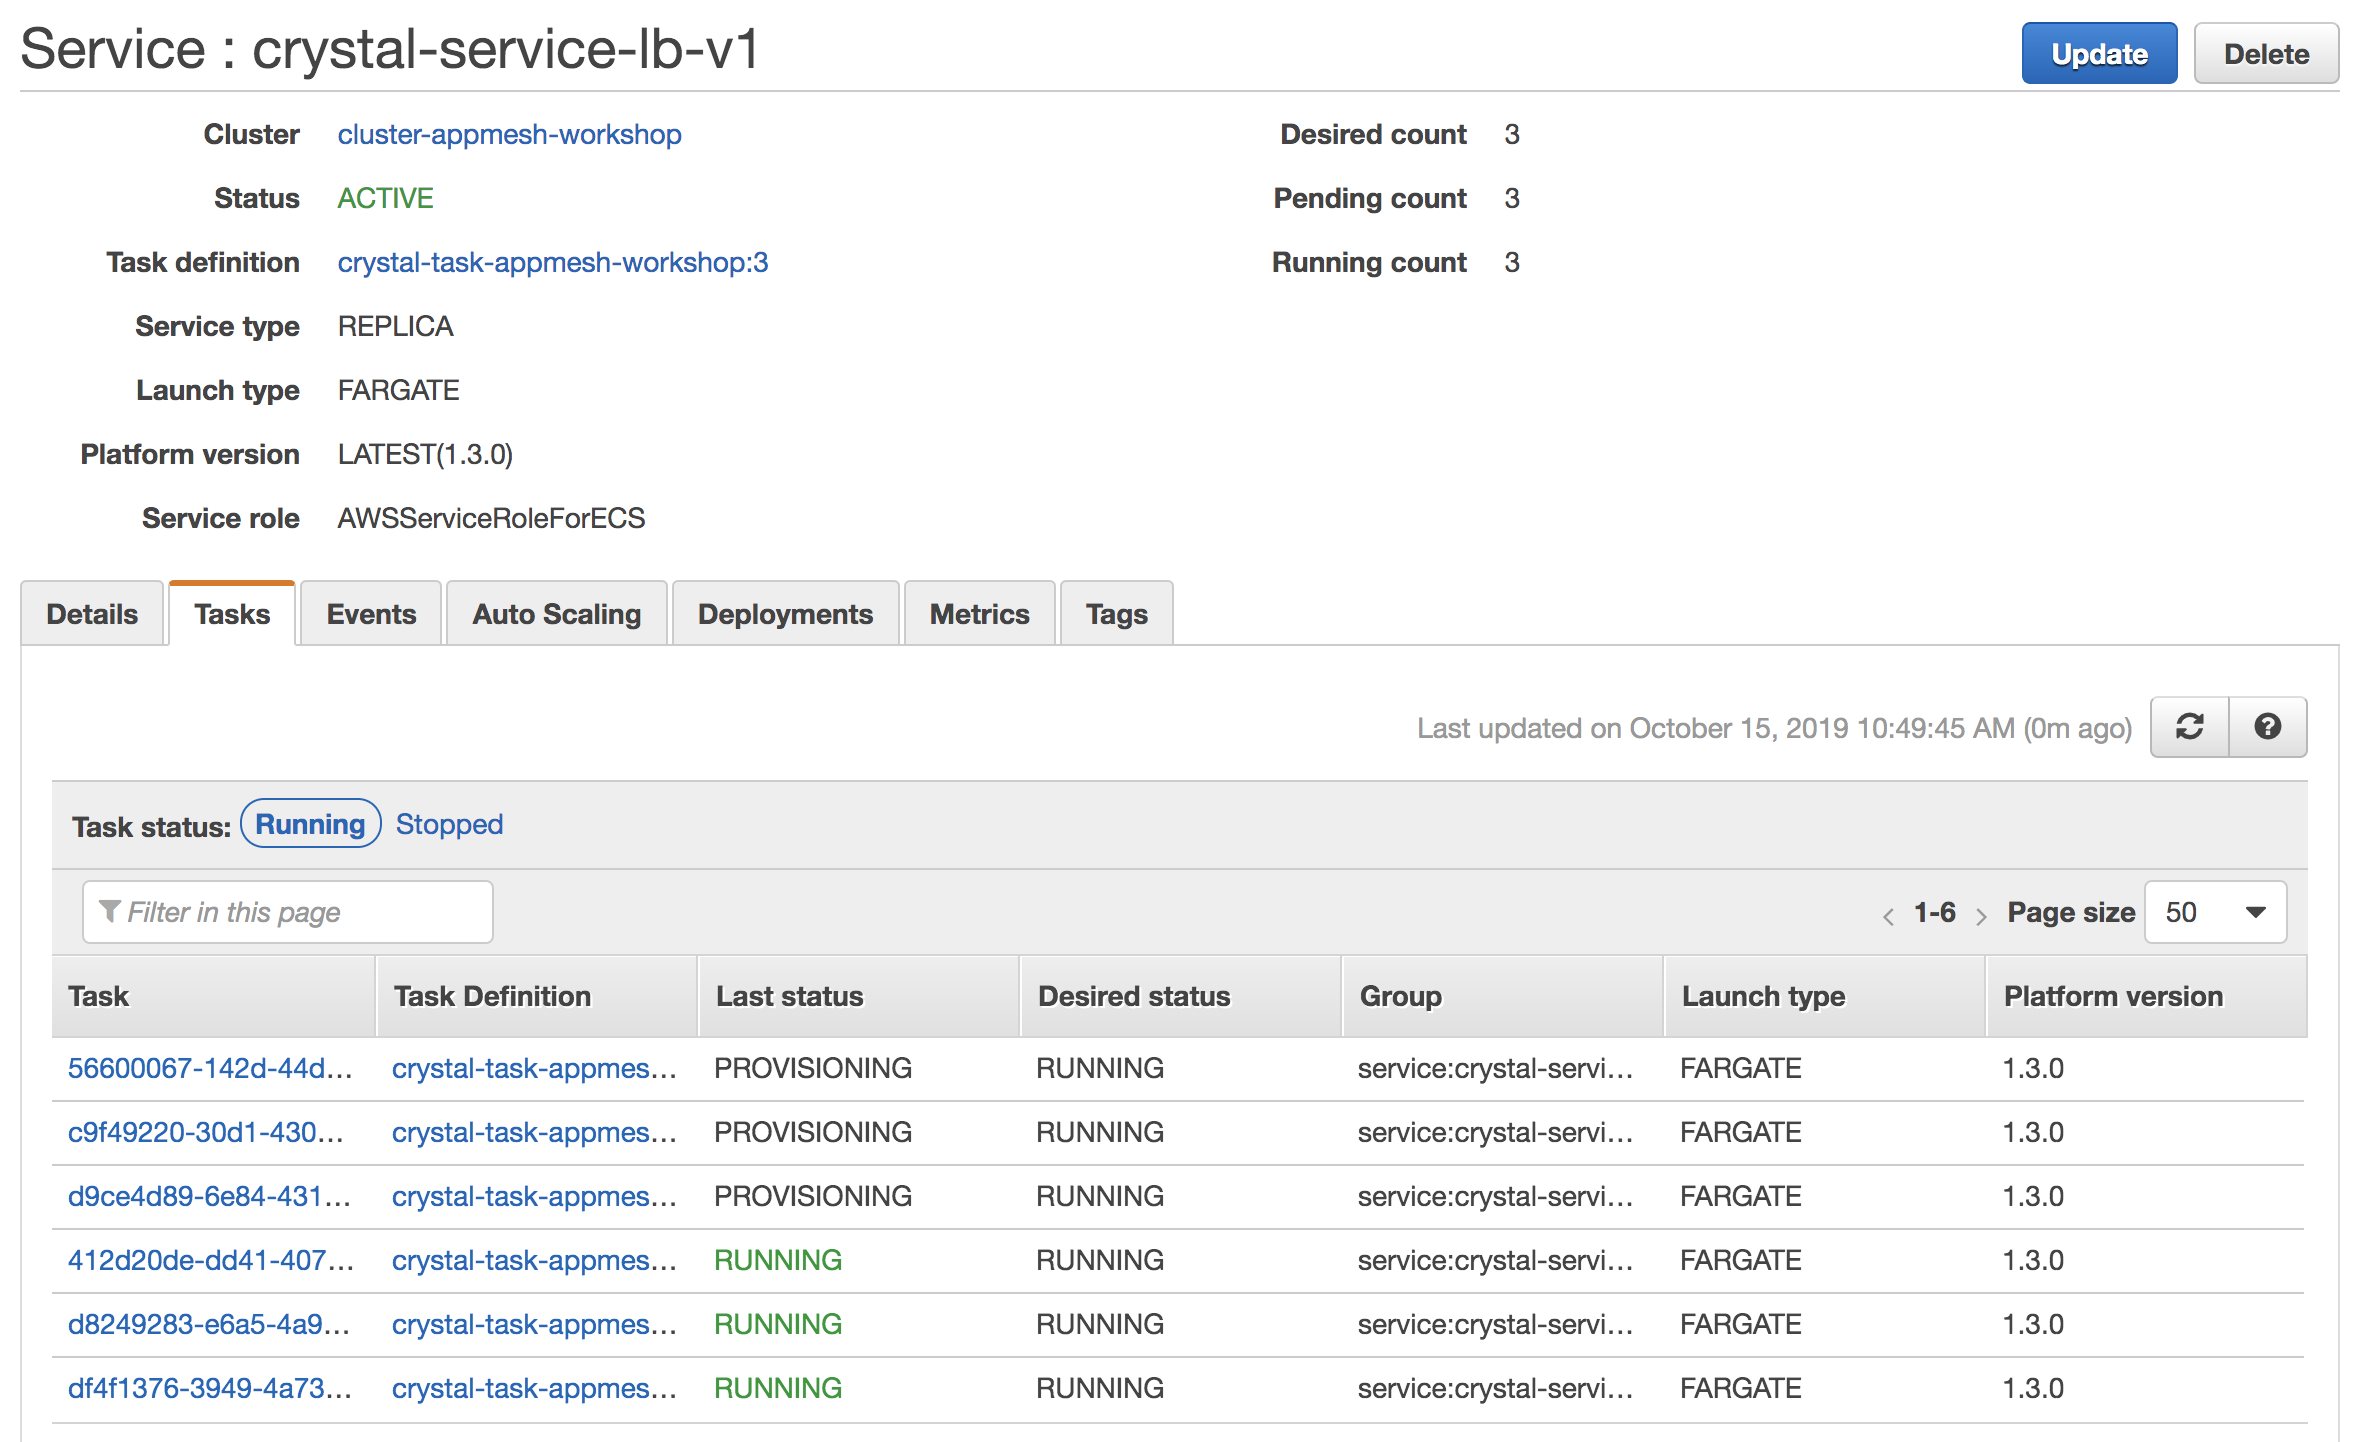 Service : crystal-service-lb-v1
Update Delete
Cluster cluster-appmesh-workshop Desired count 3
Status ACTIVE Pending count 3
Task definition crystal-task-appmesh-workshop:3 Running count 3
Service type REPLICA
Launch type FARGATE
Platform version LATEST(1.3.0)
Service role AWSServiceRoleForECS
Details Tasks Events Auto Scaling Deployments Metrics Tags
Last updated on October 15, 2019 10:49:45 AM (0m ago)
Task status: Running Stopped
Filter in this page 1-6 Page size 50
Task Task Definition Last status Desired status Group Launch type Platform version
56600067-142d-44d... crystal-task-appmes... PROVISIONING RUNNING service:crystal-servi... FARGATE 1.3.0
c9f49220-30d1-430... crystal-task-appmes... PROVISIONING RUNNING service:crystal-servi... FARGATE 1.3.0
d9ce4d89-6e84-431... crystal-task-appmes... PROVISIONING RUNNING service:crystal-servi... FARGATE 1.3.0
412d20de-dd41-407... crystal-task-appmes... RUNNING RUNNING service:crystal-servi... FARGATE 1.3.0
d8249283-e6a5-4a9... crystal-task-appmes... RUNNING RUNNING service:crystal-servi... FARGATE 1.3.0
df4f1376-3949-4a73... crystal-task-appmes... RUNNING RUNNING service:crystal-servi... FARGATE 1.3.0